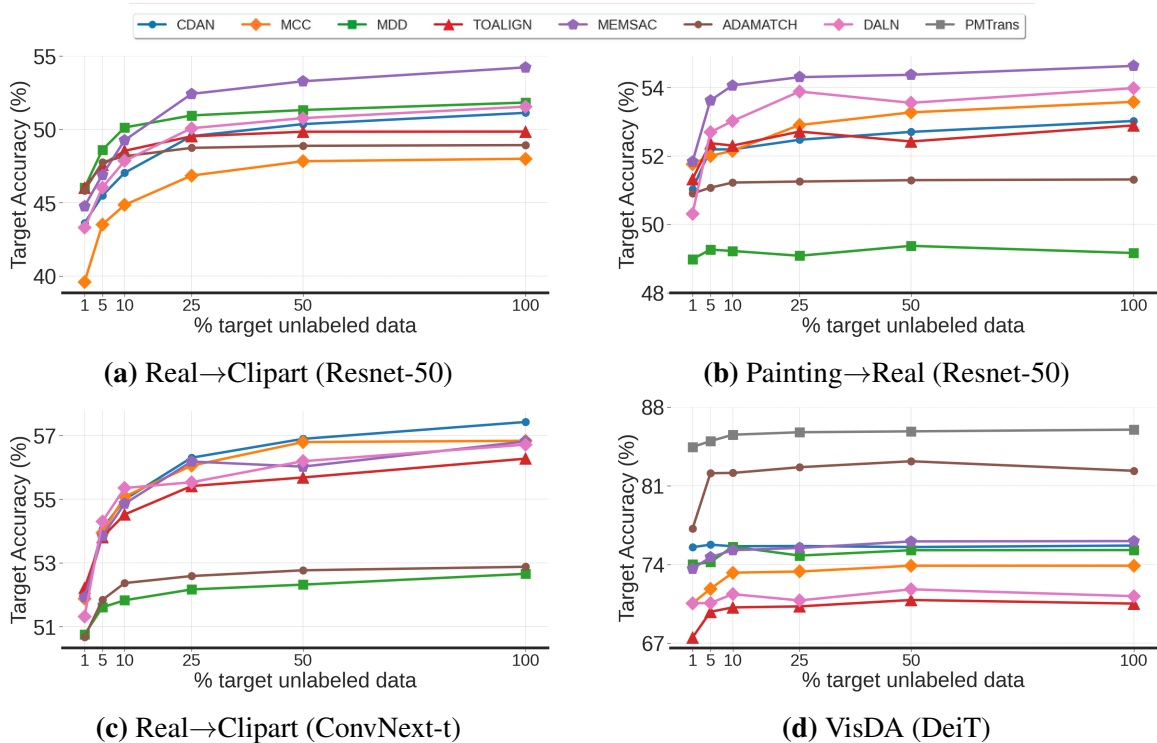 CDAN MCC MDD TOALIGN MEMSAC ADAMATCH DALN PMTrans
Target Accuracy (%)
55
50
45
40
1 5 10 25 50 100
% target unlabeled data
(a) Real→Clipart (Resnet-50)
Target Accuracy (%)
54
52
50
48
1 5 10 25 50 100
% target unlabeled data
(b) Painting→Real (Resnet-50)
Target Accuracy (%)
57
55
53
51
1 5 10 25 50 100
% target unlabeled data
(c) Real→Clipart (ConvNext-t)
Target Accuracy (%)
88
81
74
67
1 5 10 25 50 100
% target unlabeled data
(d) VisDA (DeiT)